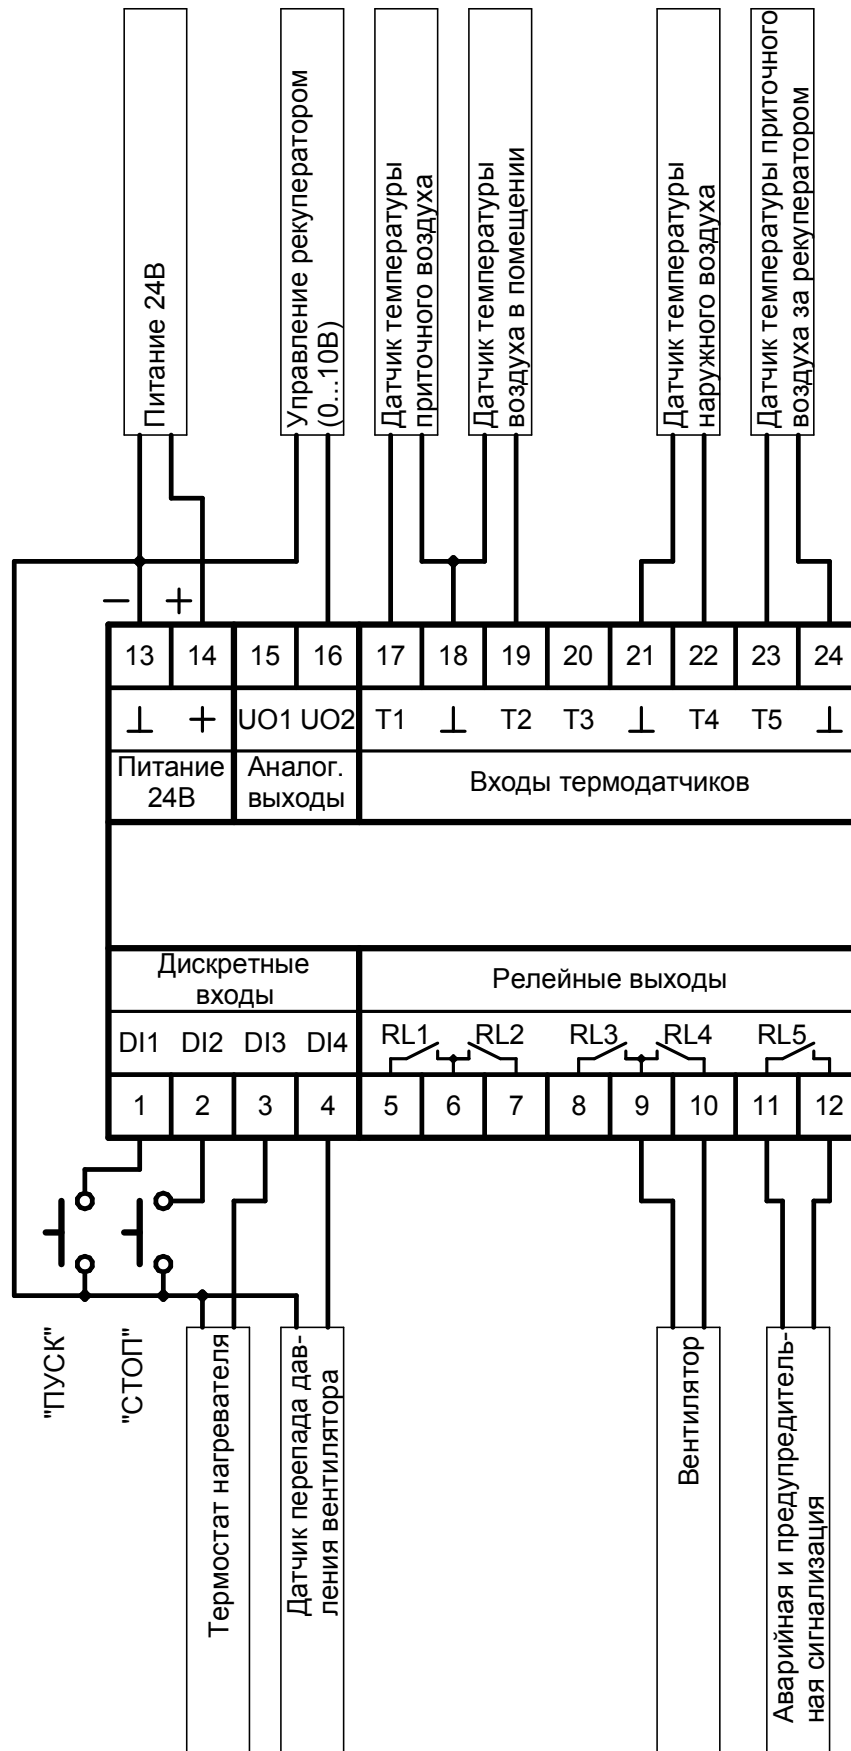 Питание 24В
Управление рекуператором
(0...10В)
Датчик температуры
приточного воздуха
Датчик температуры
воздуха в помещении
Датчик температуры
наружного воздуха
Датчик температуры приточного
воздуха за рекуператором
− +
13 14 15 16 17 18 19 20 21 22 23 24
⊥ + UO1 UO2 T1 ⊥ T2 T3 ⊥ T4 T5 ⊥
Питание
24В
Аналог.
выходы
Входы термодатчиков
Дискретные
входы
Релейные выходы
DI1 DI2 DI3 DI4 RL1 RL2 RL3 RL4 RL5
1 2 3 4 5 6 7 8 9 10 11 12
"ПУСК"
"СТОП"
Термостат нагревателя
Датчик перепада дав-
ления вентилятора
Вентилятор
Аварийная и предупредитель-
ная сигнализация